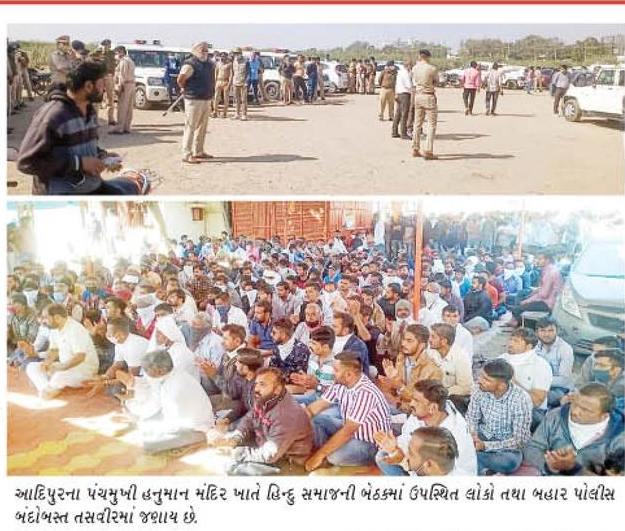 આદિપુરના પંચમુખી હનુમાન મંદિર ખાતે હિન્દુ સમાજની બેઠકમાં ઉપસ્થિત લોકો તથા બહાર પોલીસ
બંદોબસ્ત તસવીરમાં જણાય છે.